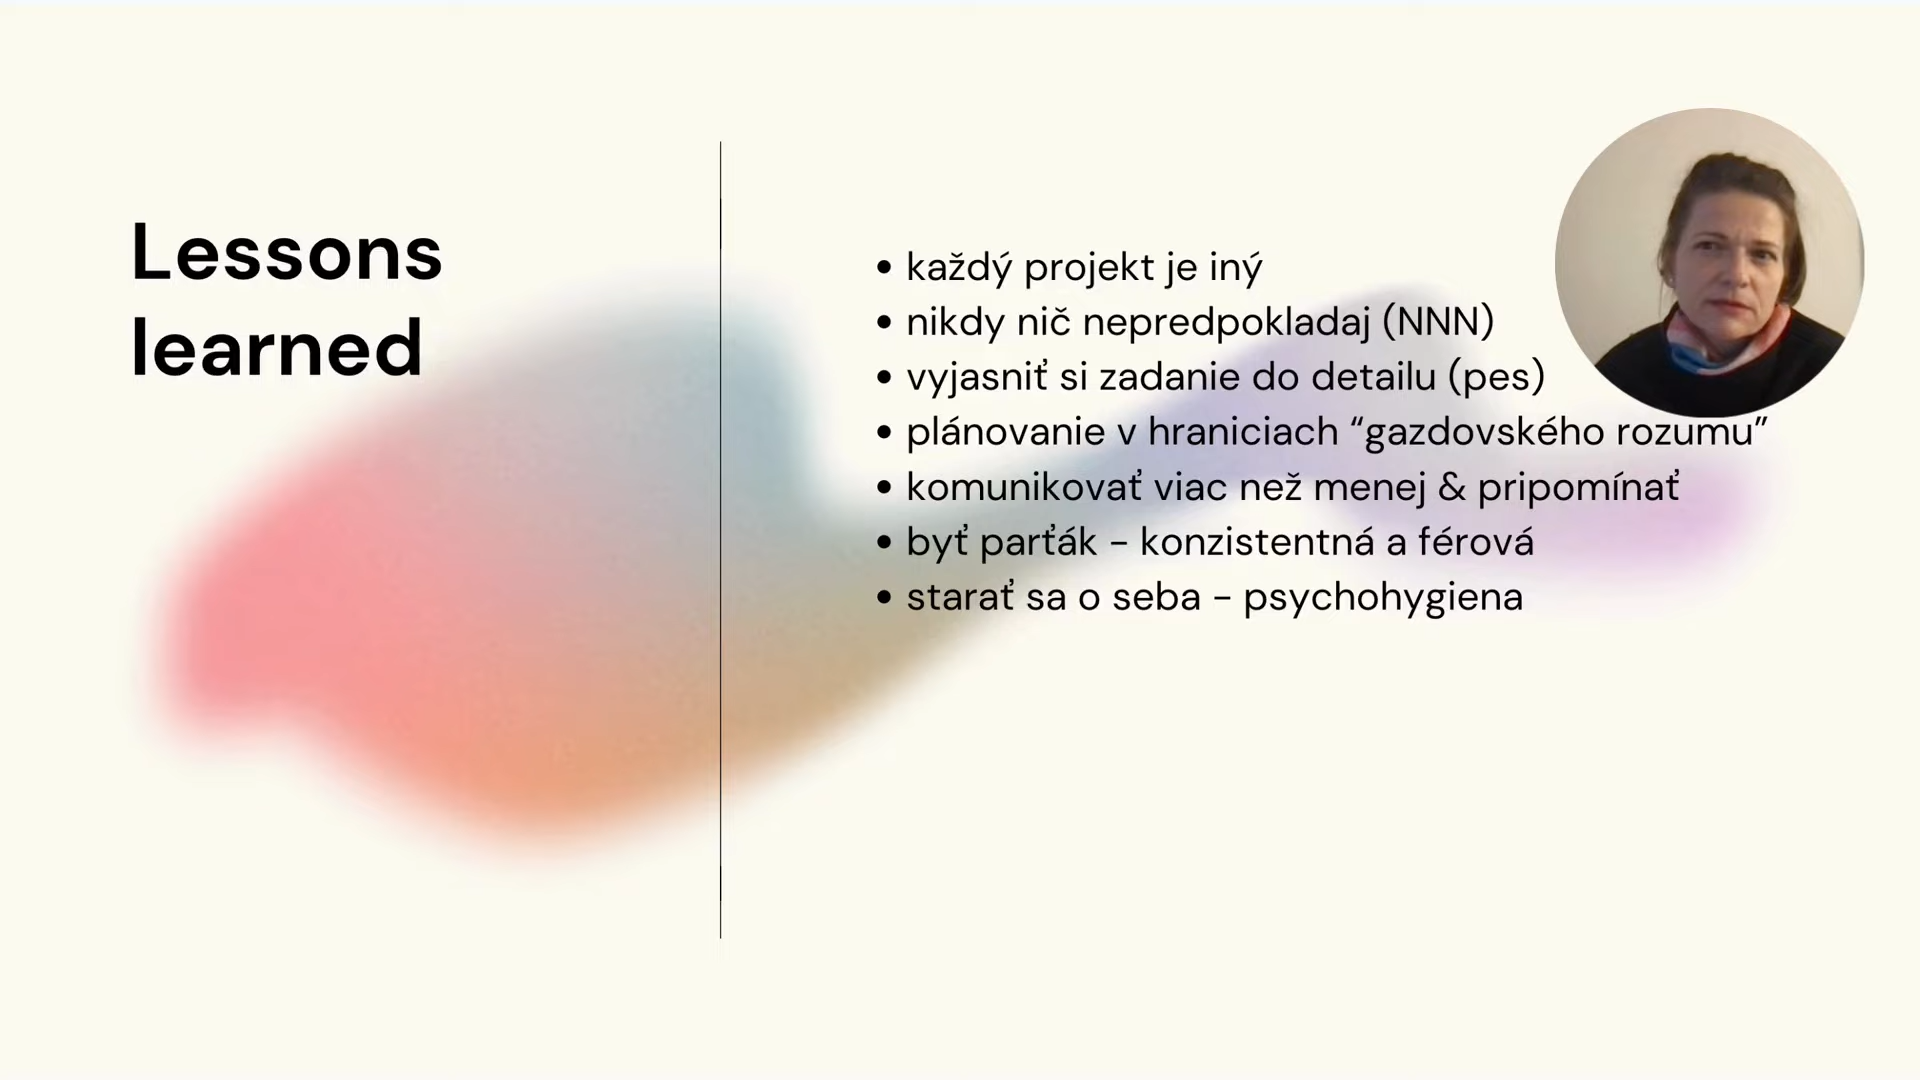 Lessons
learned
• každý projekt je iný
• nikdy nič nepredpokladaj (NNN)
• vyjasniť si zadanie do detailu (pes)
• plánovanie v hraniciach “gazdovského rozumu”
• komunikovať viac než menej & pripomínať
• byť parťák - konzistentná a férová
• starať sa o seba - psychohygiena